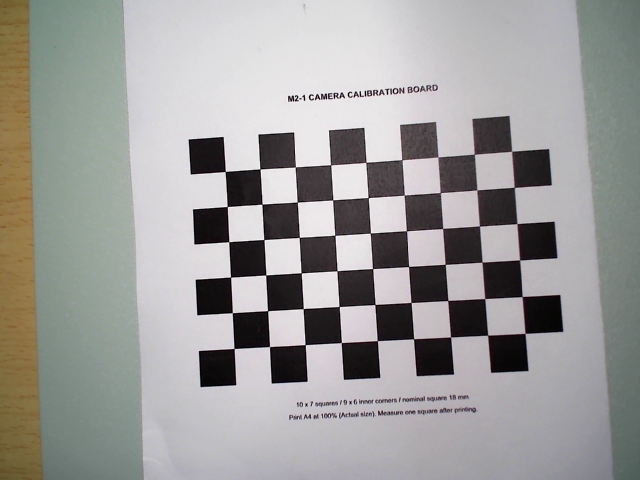 M2-1 CAMERA CALIBRATION BOARD
10 x 7 squares / 9 x 6 inner corners / nominal square 18 mm
Print A4 at 100% (Actual size). Measure one square after printing.